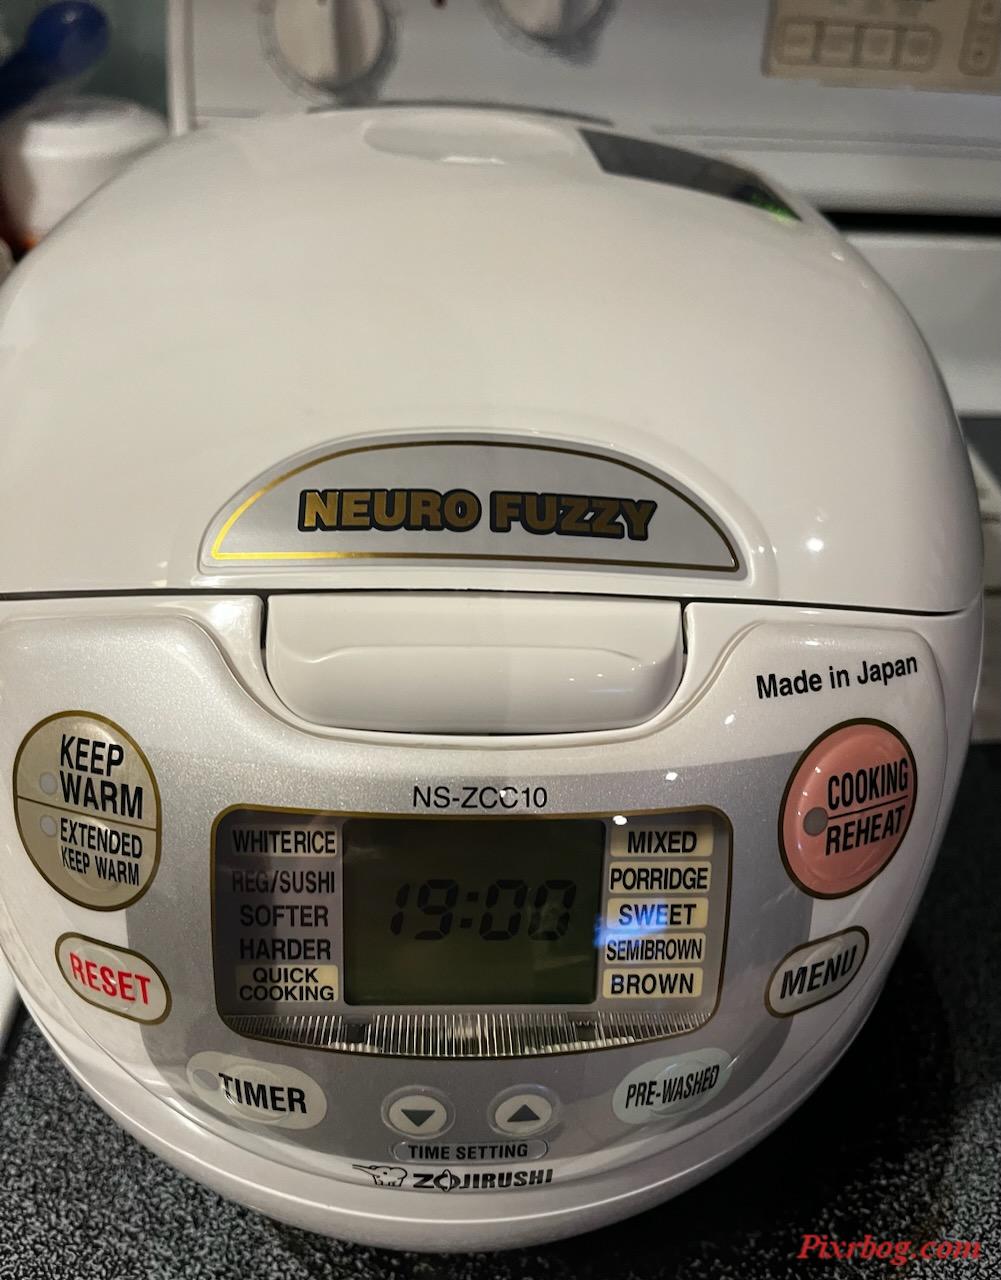 NEURO FUZZY
Made in Japan
KEEP
WARM
EXTENDED
KEEP WARM
COOKING
REHEAT
NS-ZCC10
WHITE RICE
REG/SUSHI
SOFTER
HARDER
QUICK
COOKING
19:00
MIXED
PORRIDGE
SWEET
SEMIBROWN
BROWN
RESET
MENU
TIMER
PRE-WASHED
TIME SETTING
ZOJIRUSHI
Pixrbog.com